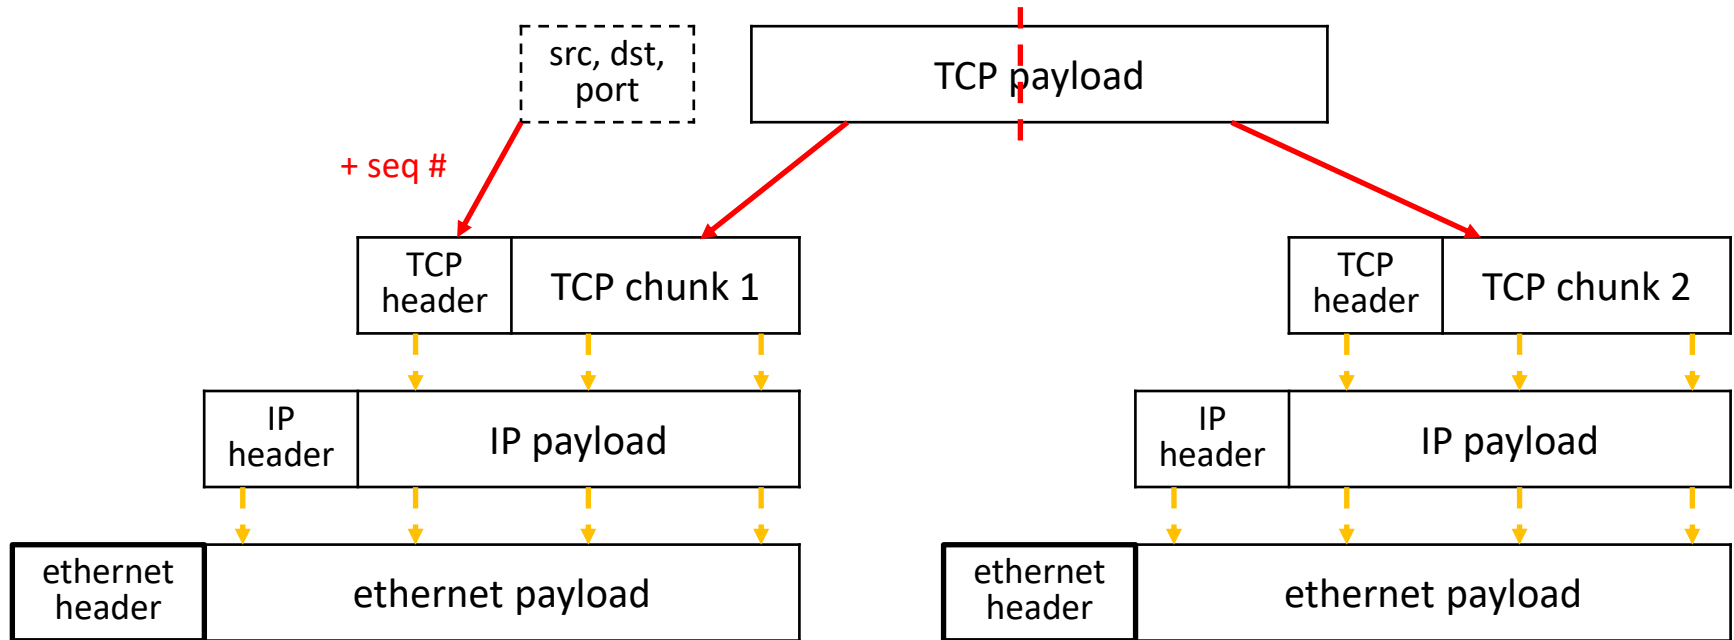 src, dst,
port
TCP payload
+ seq #
TCP
header
TCP chunk 1
TCP
header
TCP chunk 2
IP
header
IP payload
IP
header
IP payload
ethernet
header
ethernet payload
ethernet
header
ethernet payload